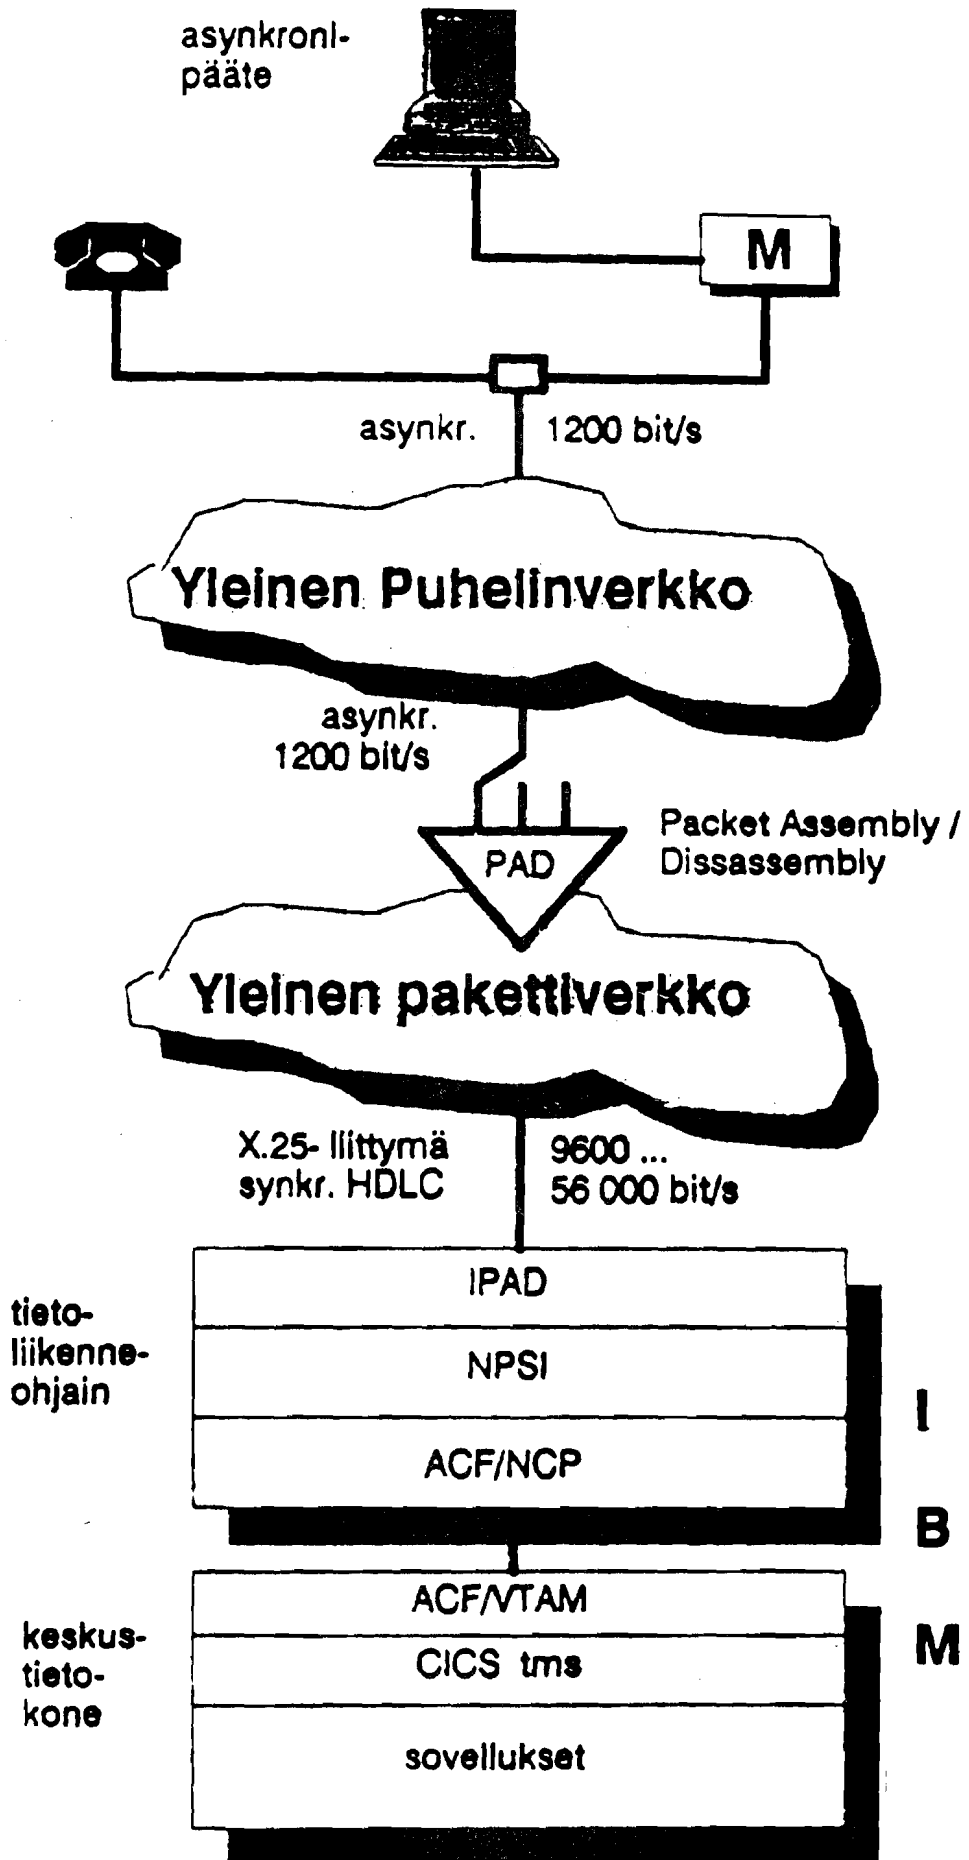 asynkroni-
pääte
M
asynkr.
1200 bit/s
Yleinen Puhelinverkko
asynkr.
1200 bit/s
Packet Assembly /
Dissassembly
PAD
Yleinen pakettiverkko
X.25- liittymä
synkr. HDLC
9600 ...
56 000 bit/s
IPAD
tieto-
liikenne-
ohjain
NPSI
ACF/NCP
I
B
M
ACF/VTAM
keskus-
tieto-
kone
CICS tms
sovellukset